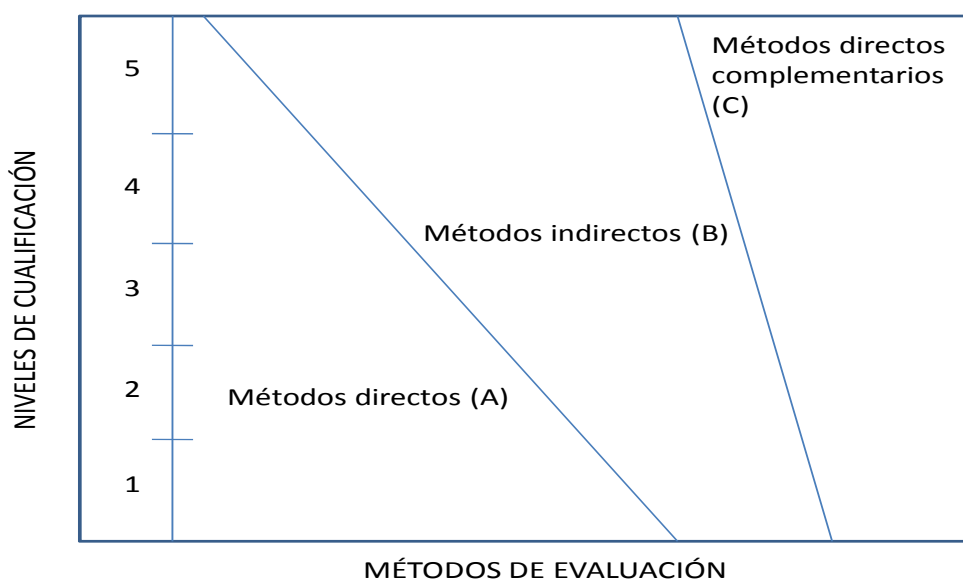 Métodos directos
complementarios
(C)
5
4
Métodos indirectos (B)
3
2
Métodos directos (A)
1
NIVELES DE CUALIFICACIÓN
MÉTODOS DE EVALUACIÓN